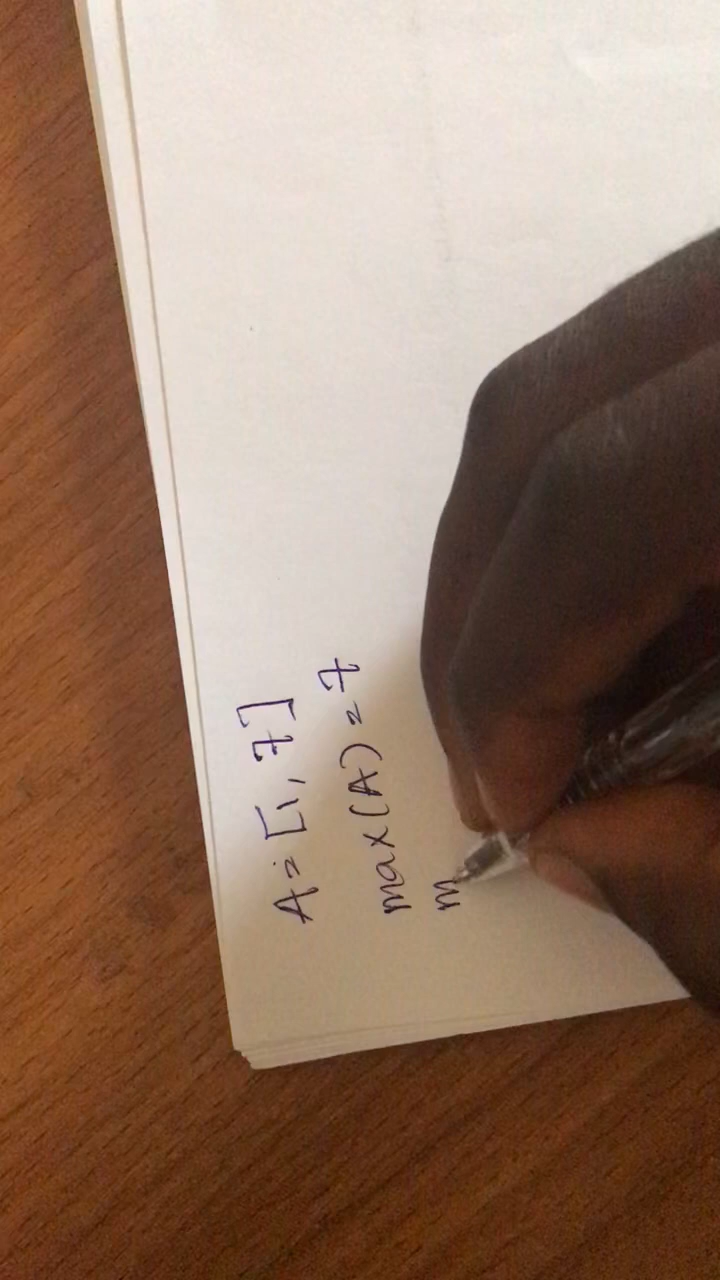 A = [1, 7]
max(A) = 7
m